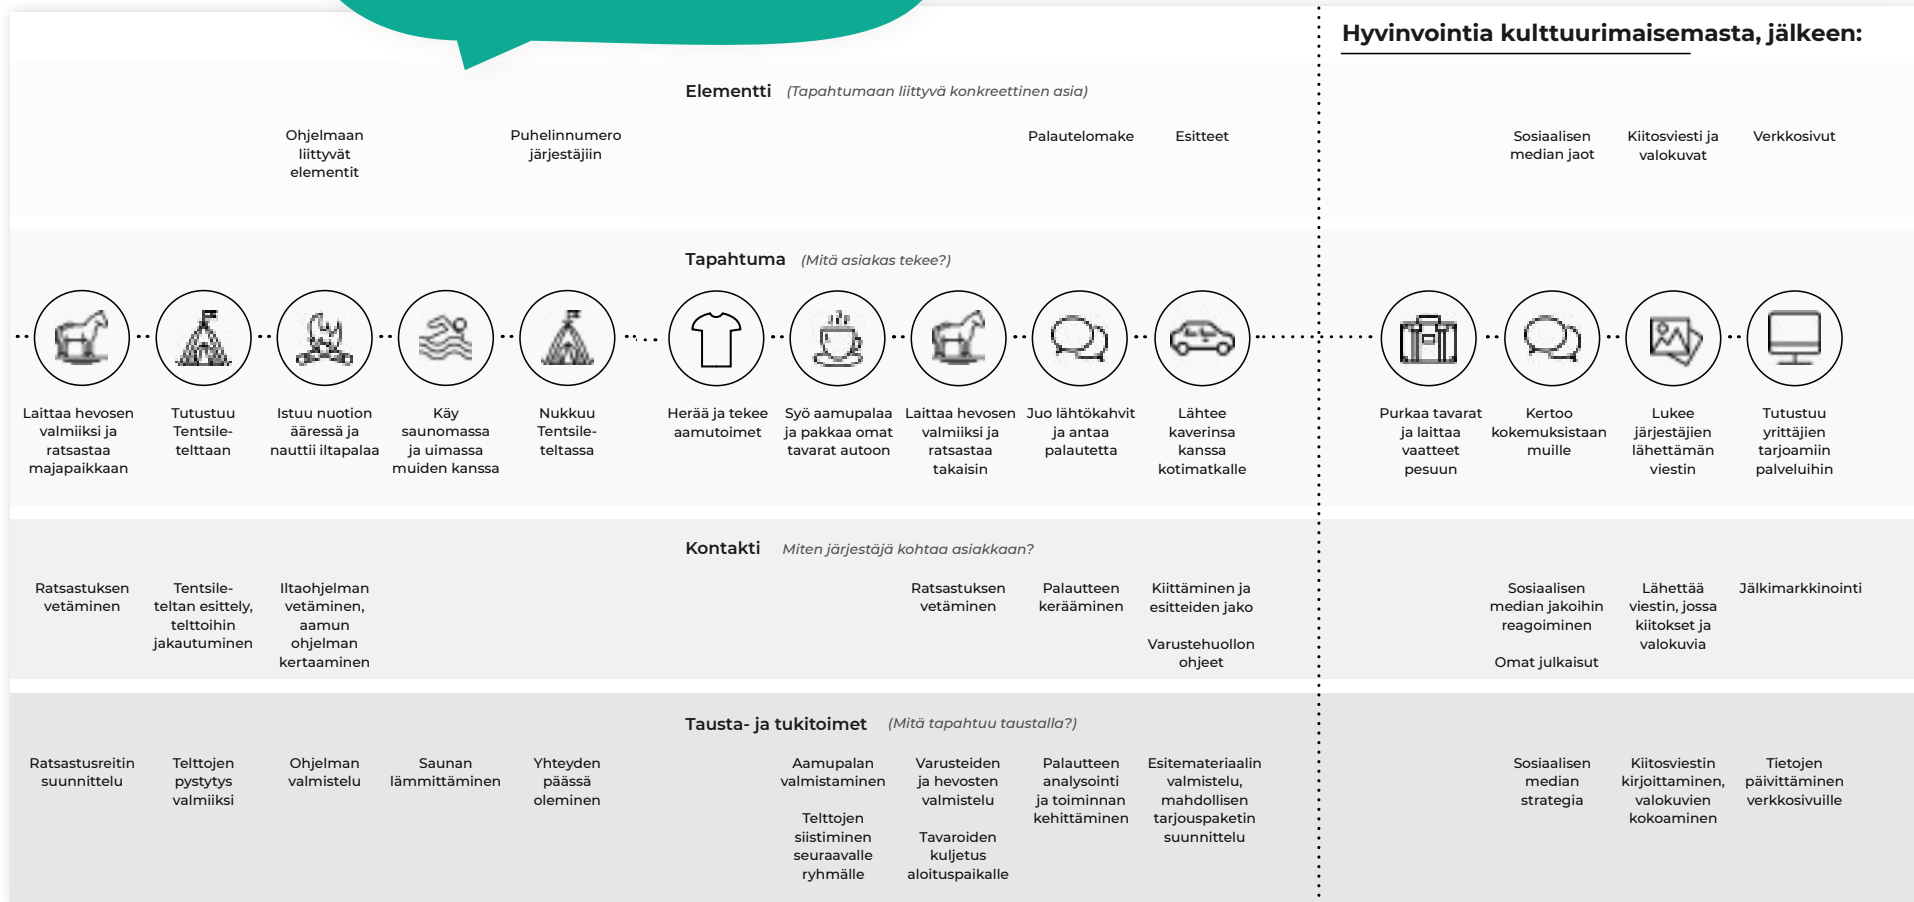 Hyvinvointia kulttuurimaisemasta, jälkeen:
Elementti (Tapahtumaan liittyvä konkreettinen asia)
Ohjelmaan
liittyvät
elementit
Puhelinnumero
järjestäjiin
Palautelomake
Esitteet
Sosiaalisen
median jaot
Kiitosviesti ja
valokuvat
Verkkosivut
Tapahtuma (Mitä asiakas tekee?)
Laittaa hevosen
valmiiksi ja
ratsastaa
majapaikkaan
Tutustuu
Tentsile-
telttaan
Istuu nuotion
ääressä ja
nauttii iltapalaa
Käy
saunomassa
ja uimassa
muiden kanssa
Nukkuu
Tentsile-
teltassa
Herää ja tekee
aamutoimet
Syö aamupalaa
ja pakkaa omat
tavarat autoon
Laittaa hevosen
valmiiksi ja
ratsastaa
takaisin
Juo lähtökahvit
ja antaa
palautetta
Lähtee
kaverinsa
kanssa
kotimatkalle
Purkaa tavarat
ja laittaa
vaatteet
pesuun
Kertoo
kokemuksistaan
muille
Lukee
järjestäjien
lähettämän
viestin
Tutustuu
yrittäjien
tarjoamiin
palveluihin
Kontakti Miten järjestäjä kohtaa asiakkaan?
Ratsastuksen
vetäminen
Tentsile-
teltan esittely,
telttoihin
jakautuminen
Iltaohjelman
vetäminen,
aamun
ohjelman
kertaaminen
Ratsastuksen
vetäminen
Palautteen
kerääminen
Kiittäminen ja
esitteiden jako
Varustehuollon
ohjeet
Sosiaalisen
median jakoihin
reagoiminen
Omat julkaisut
Lähettää
viestin, jossa
kiitokset ja
valokuvia
Jälkimarkkinointi
Tausta- ja tukitoimet (Mitä tapahtuu taustalla?)
Ratsastusreitin
suunnittelu
Telttojen
pystytys
valmiiksi
Ohjelman
valmistelu
Saunan
lämmittäminen
Yhteyden
päässä
oleminen
Aamupalan
valmistaminen
Telttojen
siistiminen
seuraavalle
ryhmälle
Varusteiden
ja hevosten
valmistelu
Tavaroiden
kuljetus
aloituspaikalle
Palautteen
analysointi
ja toiminnan
kehittäminen
Esitemateriaalin
valmistelu,
mahdollisen
tarjouspaketin
suunnittelu
Sosiaalisen
median
strategia
Kiitosviestin
kirjoittaminen,
valokuvien
kokoaminen
Tietojen
päivittäminen
verkkosivuille